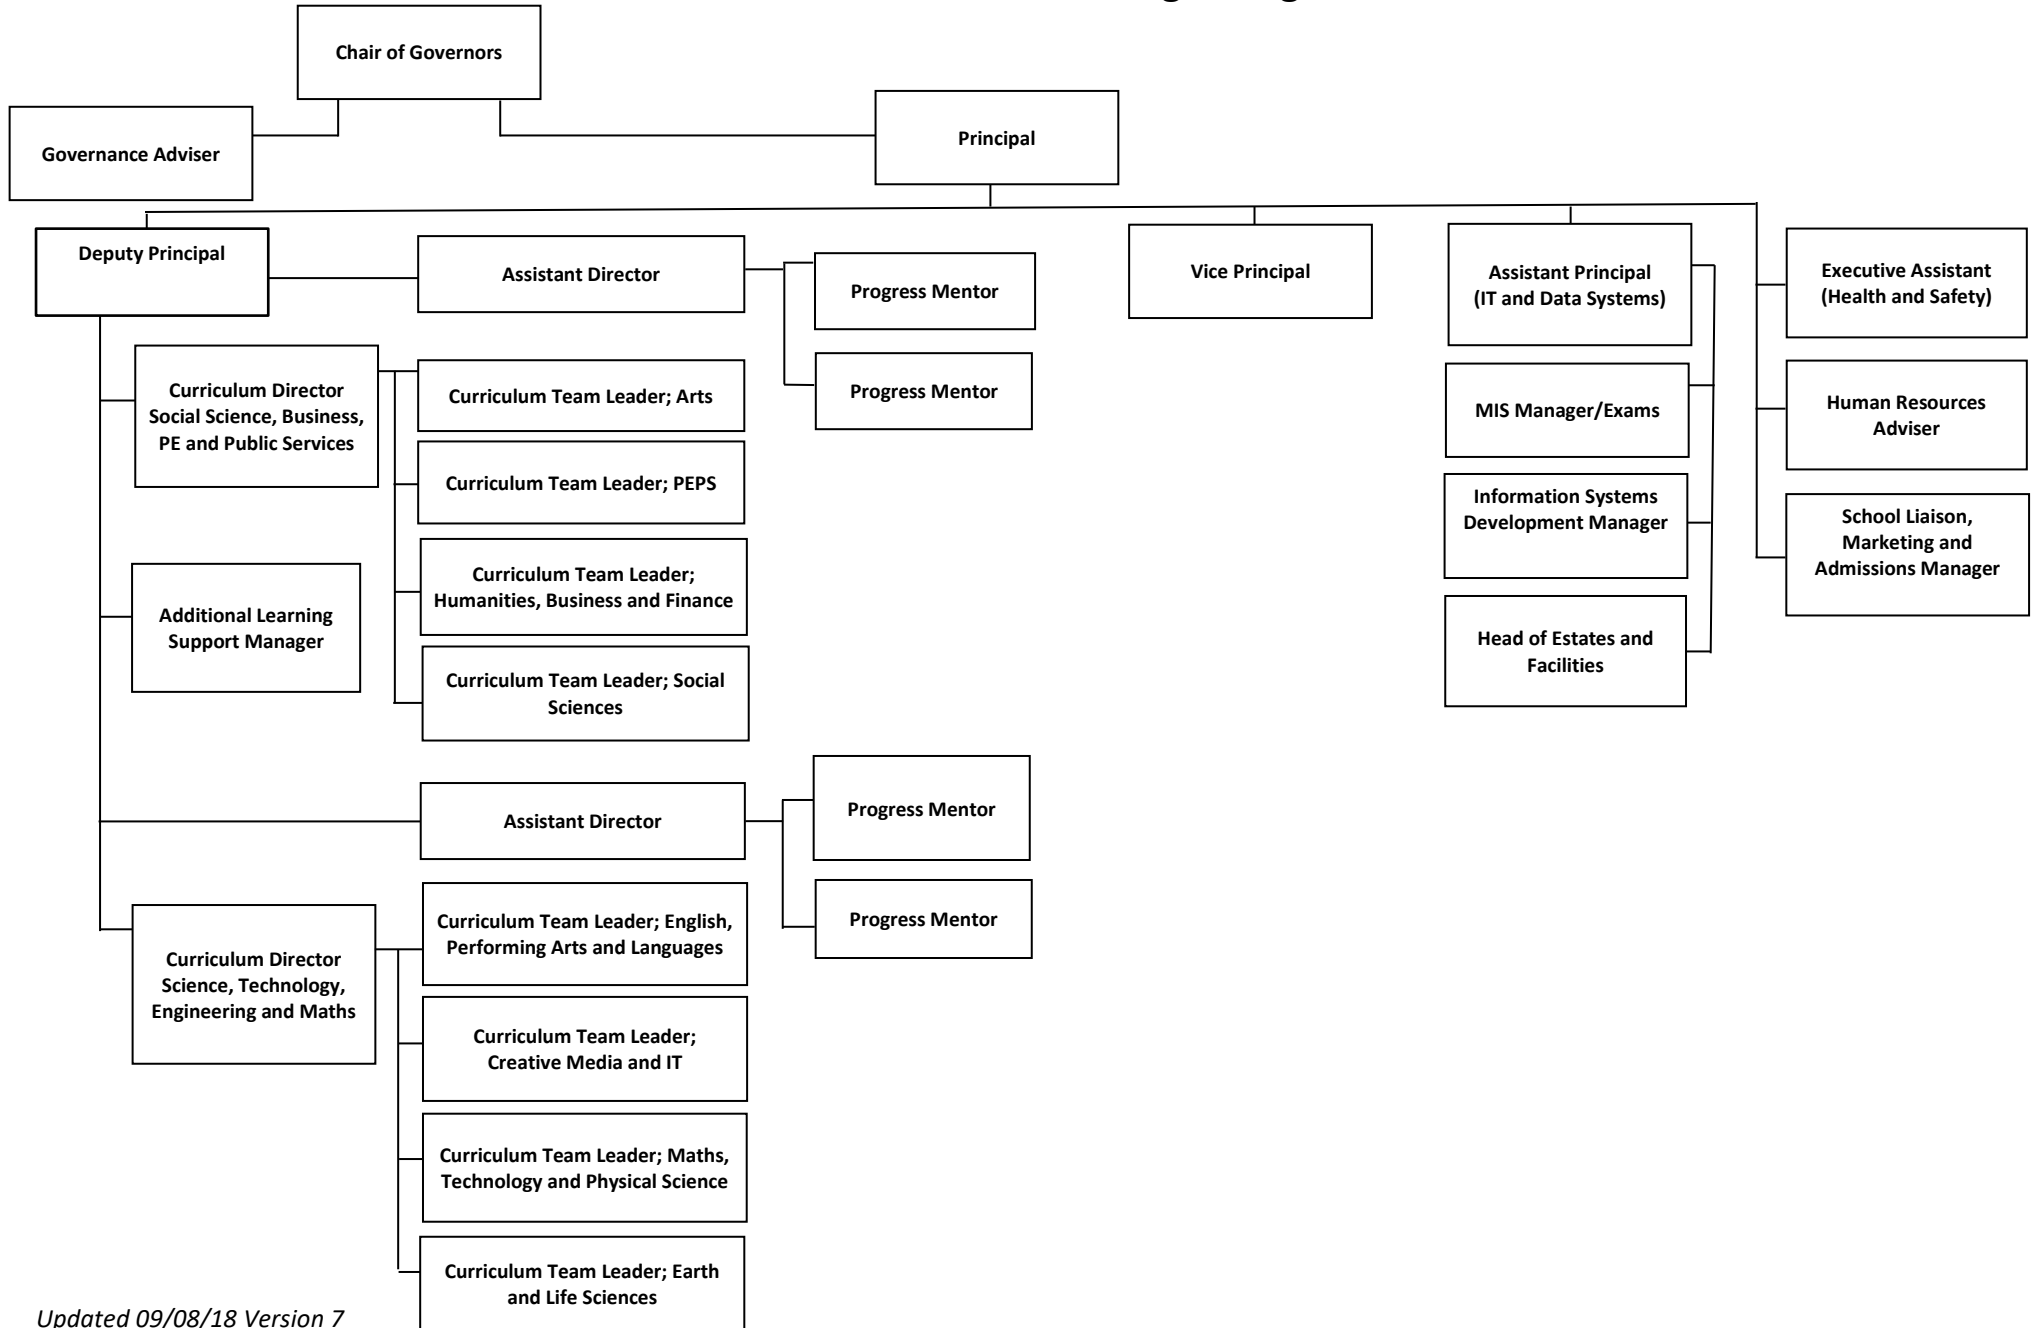 Chair of Governors
Governance Adviser
Principal
Deputy Principal
Assistant Director
Progress Mentor
Progress Mentor
Vice Principal
Assistant Principal
(IT and Data Systems)
Executive Assistant
(Health and Safety)
Curriculum Director
Social Science, Business,
PE and Public Services
Curriculum Team Leader; Arts
Curriculum Team Leader; PEPS
Curriculum Team Leader;
Humanities, Business and Finance
Curriculum Team Leader; Social
Sciences
MIS Manager/Exams
Information Systems
Development Manager
Head of Estates and
Facilities
Human Resources
Adviser
School Liaison,
Marketing and
Admissions Manager
Additional Learning
Support Manager
Assistant Director
Progress Mentor
Progress Mentor
Curriculum Director
Science, Technology,
Engineering and Maths
Curriculum Team Leader; English,
Performing Arts and Languages
Curriculum Team Leader;
Creative Media and IT
Curriculum Team Leader; Maths,
Technology and Physical Science
Curriculum Team Leader; Earth
and Life Sciences
Updated 09/08/18 Version 7